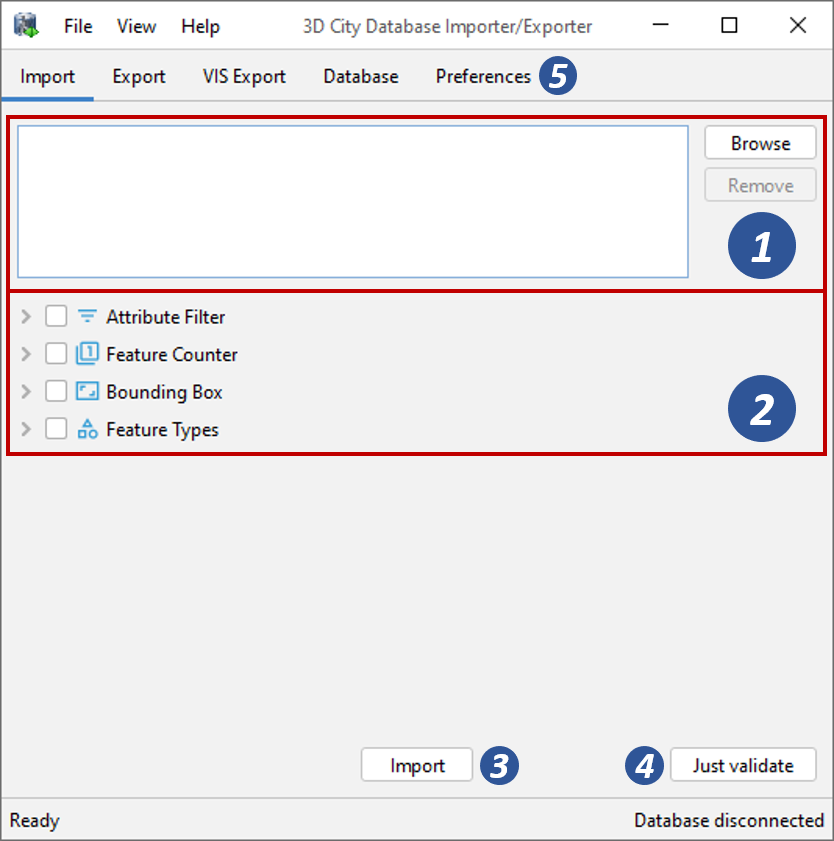 File View Help 3D City Database Importer/Exporter
Import Export VIS Export Database Preferences 5
Browse
Remove
1
Attribute Filter
Feature Counter
Bounding Box
Feature Types
2
Import 3 4 Just validate
Ready Database disconnected